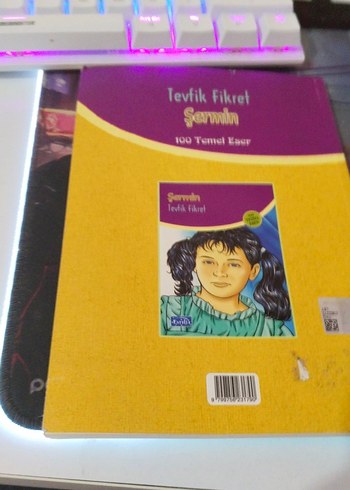 Tevfik Fikret
Şermin
100 Temel Eser
Şermin
Tevfik Fikret